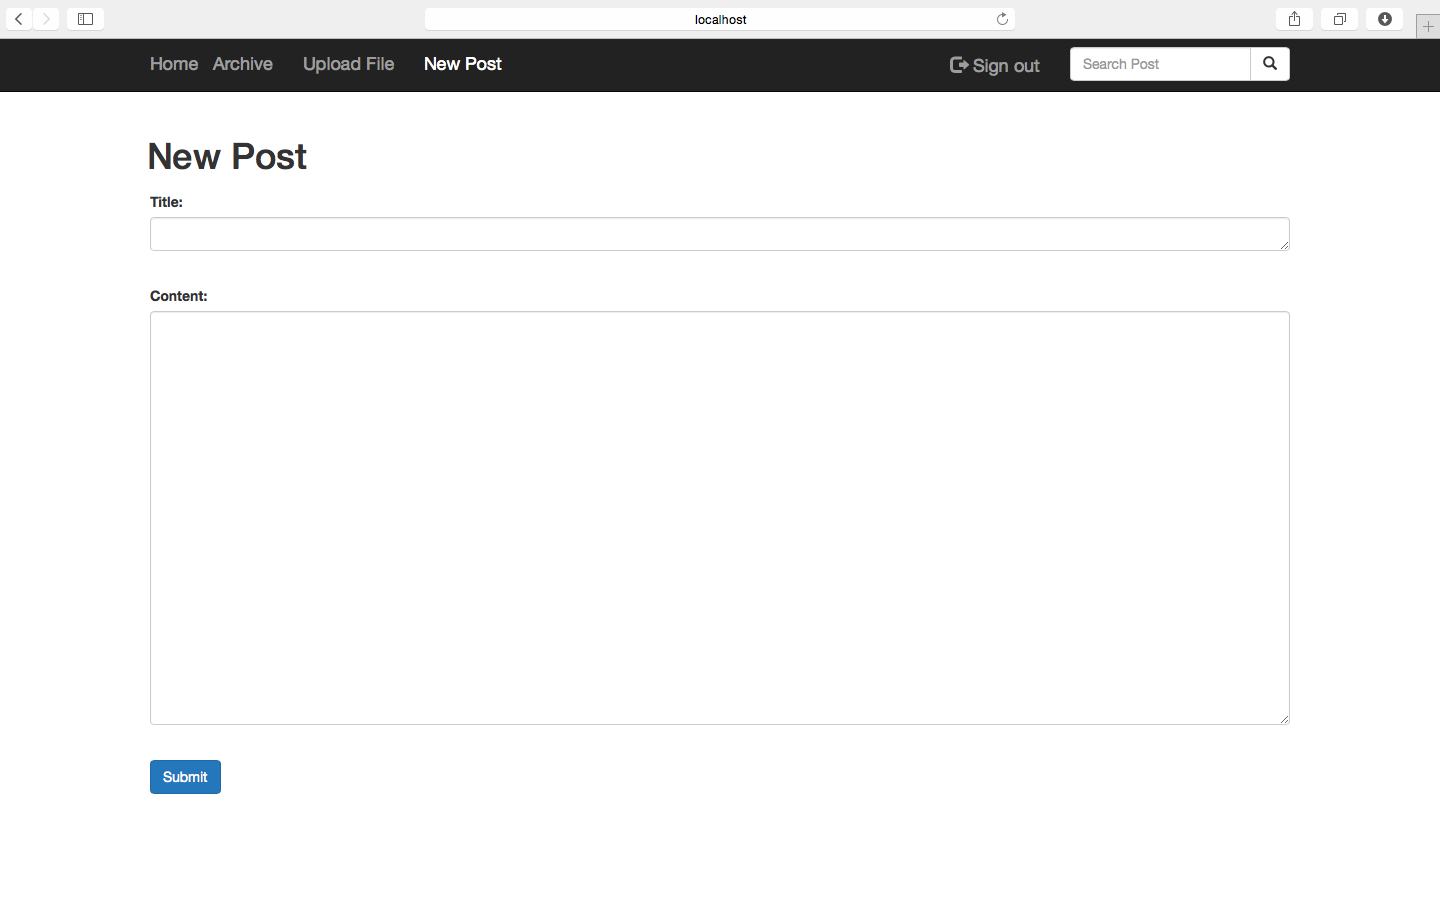 localhost
Home Archive Upload File New Post Sign out Search Post
New Post
Title:
Content:
Submit